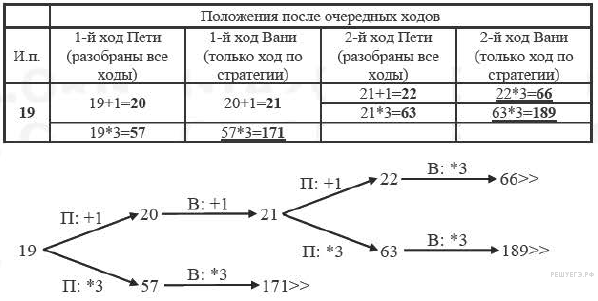 Положения после очередных ходов
И.п.
1-й ход Пети (разобраны все ходы)
1-й ход Вани (только ход по стратегии)
2-й ход Пети (разобраны все ходы)
2-й ход Вани (только ход по стратегии)
19
19+1=20
20+1=21
21+1=22
22*3=66
21*3=63
63*3=189
19*3=57
57*3=171
П: +1
В: *3
22
66>>
П: +1
В: +1
20
21
19
П: *3
В: *3
63
189>>
П: *3
В: *3
57
171>>
РЕШУЕГЭ.РФ